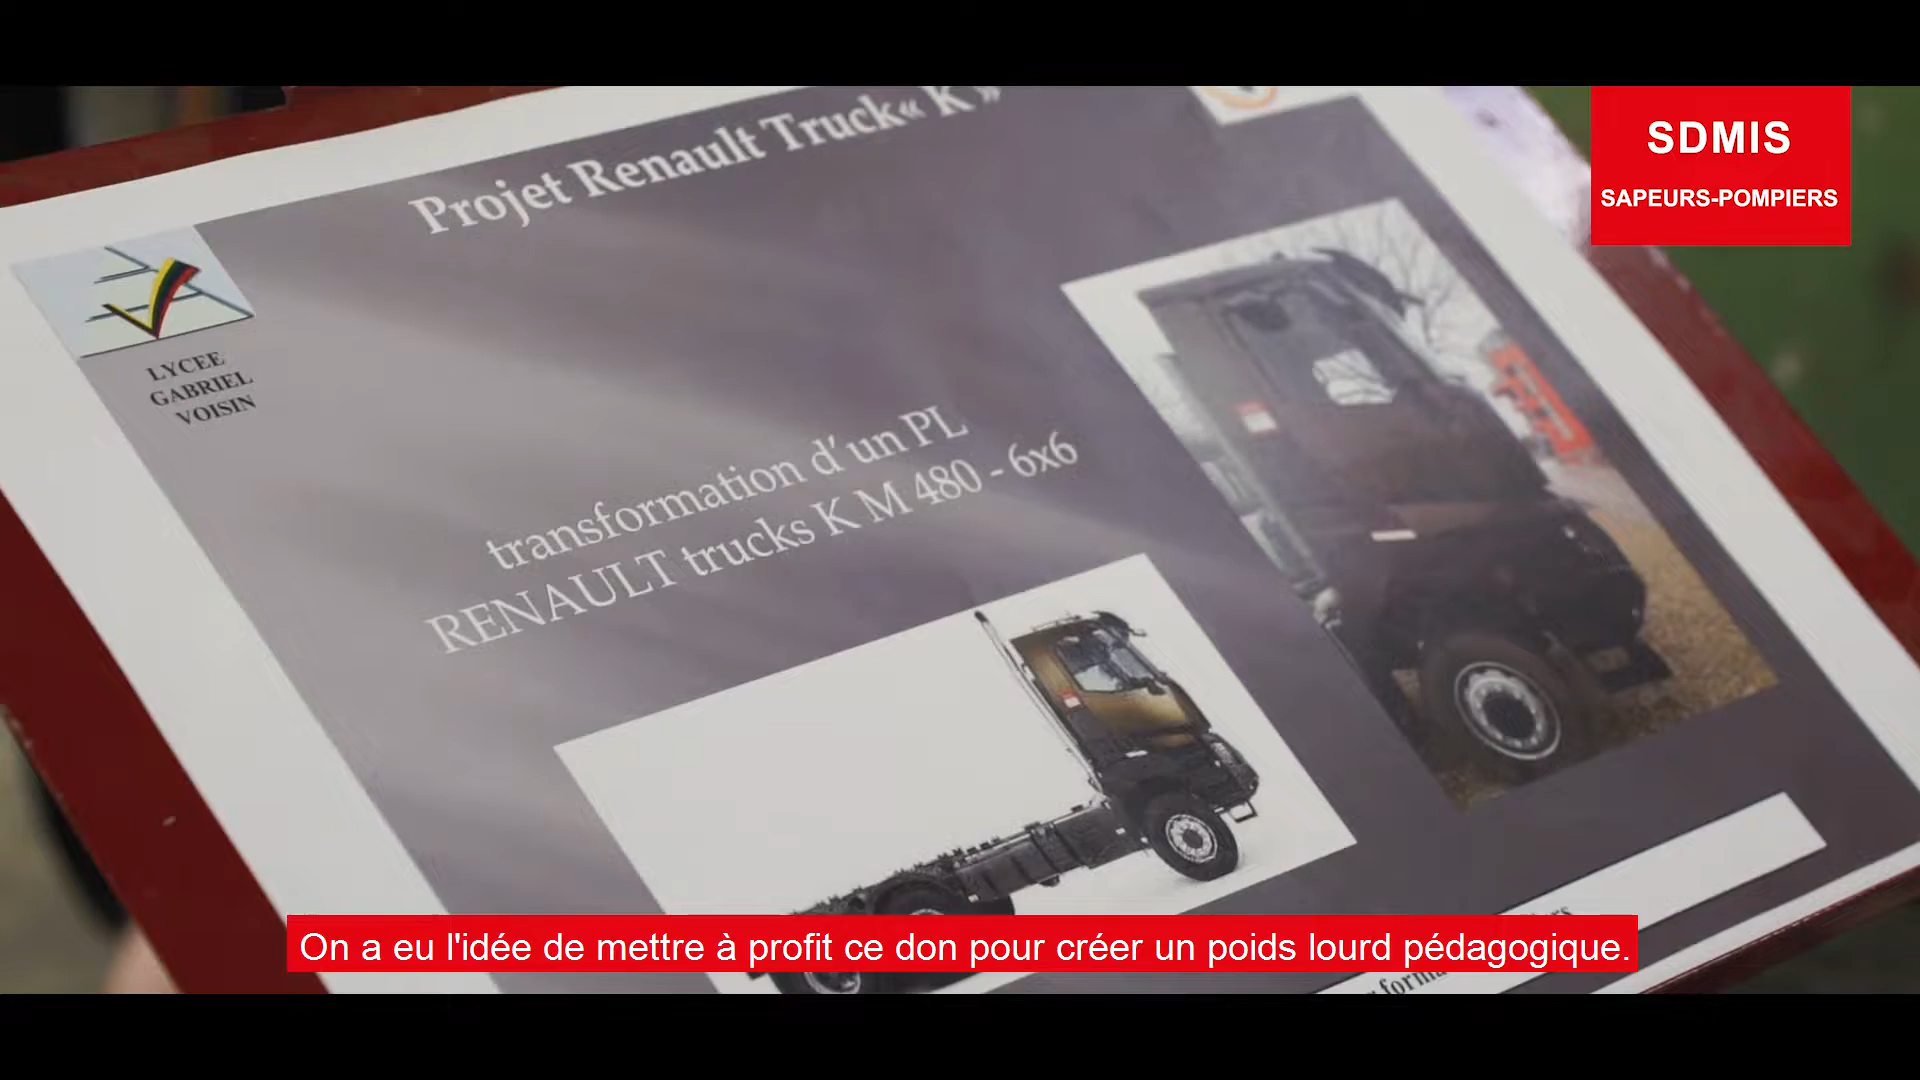 SDMIS
SAPEURS-POMPIERS
Projet Renault Truck« K »
LYCEE
GABRIEL
VOISIN
transformation d'un PL
RENAULT trucks K M 480 - 6x6
On a eu l'idée de mettre à profit ce don pour créer un poids lourd pédagogique.